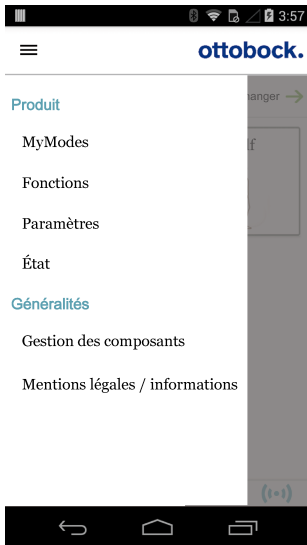 3:57
ottobock.
Produit
MyModes
Fonctions
Paramètres
État
Généralités
Gestion des composants
Mentions légales / informations